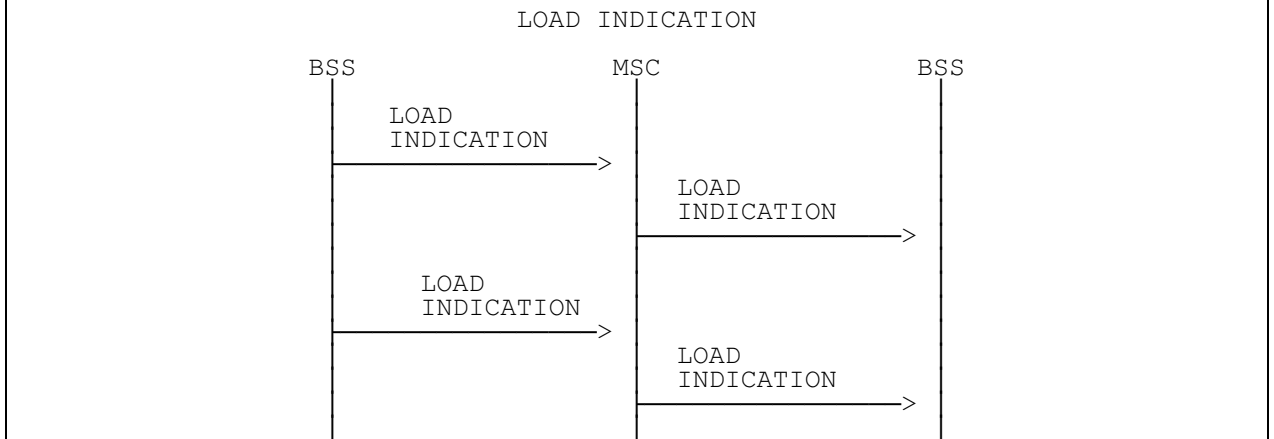 LOAD INDICATION
BSS MSC BSS
LOAD
INDICATION
LOAD
INDICATION
LOAD
INDICATION
LOAD
INDICATION